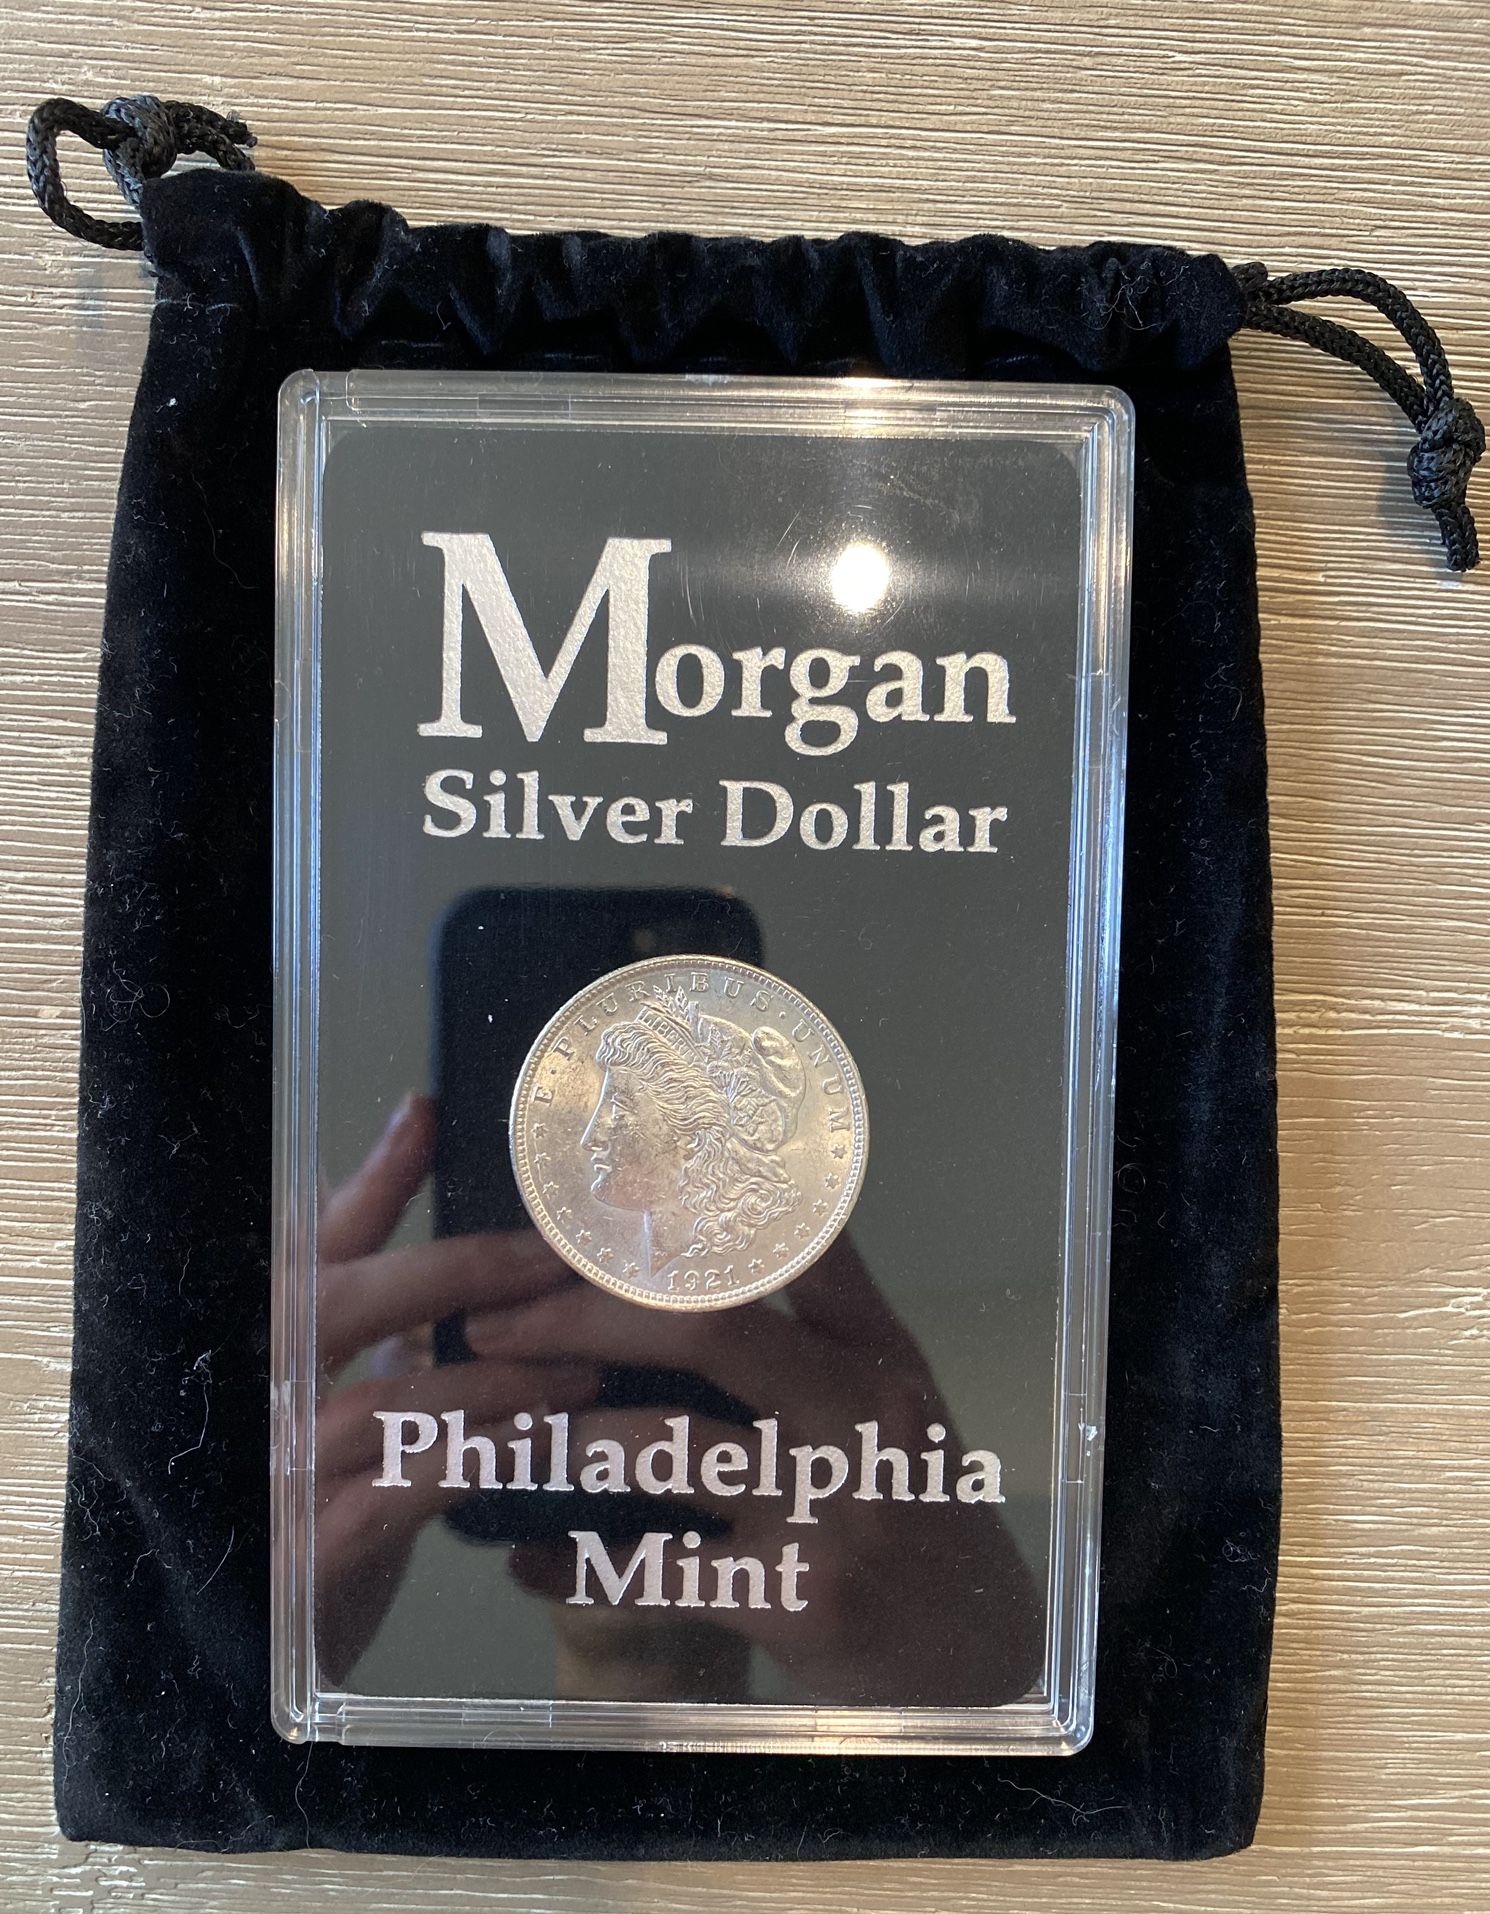 Morgan
Silver Dollar
E·PLURIBUS·UNUM
LIBERTY
1921
Philadelphia
Mint